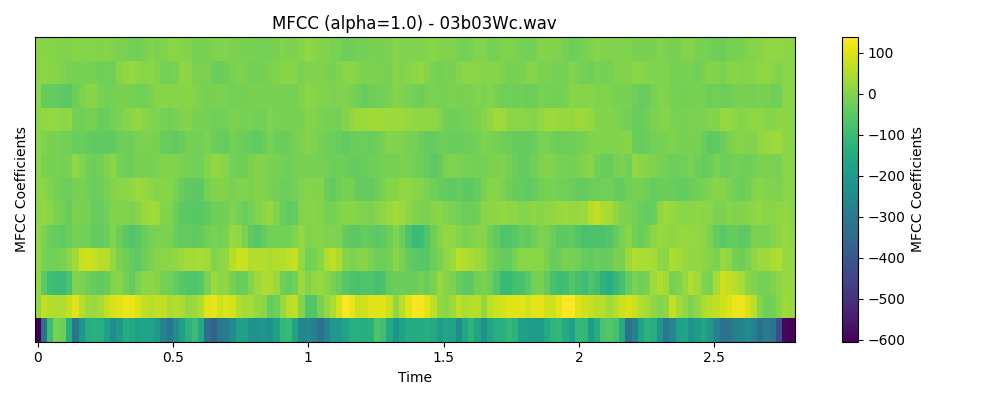 MFCC (alpha=1.0) - 03b03Wc.wav
MFCC Coefficients
0 0.5 1 1.5 2 2.5
Time
100
0
−100
−200
−300
−400
−500
−600
MFCC Coefficients